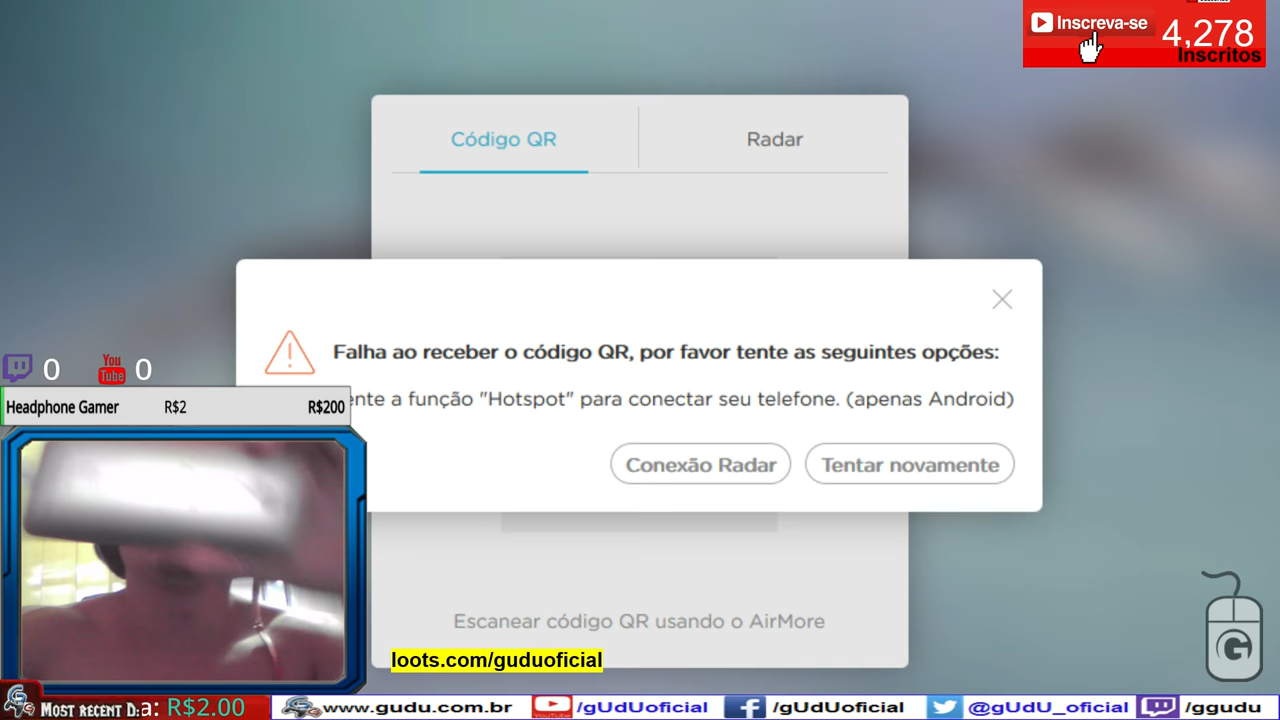 Inscreva-se
4,278
Inscritos
Código QR
Radar
Falha ao receber o código QR, por favor tente as seguintes opções:
a função "Hotspot" para conectar seu telefone. (apenas Android)
Conexão Radar
Tentar novamente
0
You
Tube
0
Headphone Gamer R$2 R$200
Escanear código QR usando o AirMore
loots.com/guduoficial
G
Most recent D:a: R$2.00
www.gudu.com.br
YouTube
/gUdUoficial
/gUdUoficial
@gUdU_oficial
/ggudu